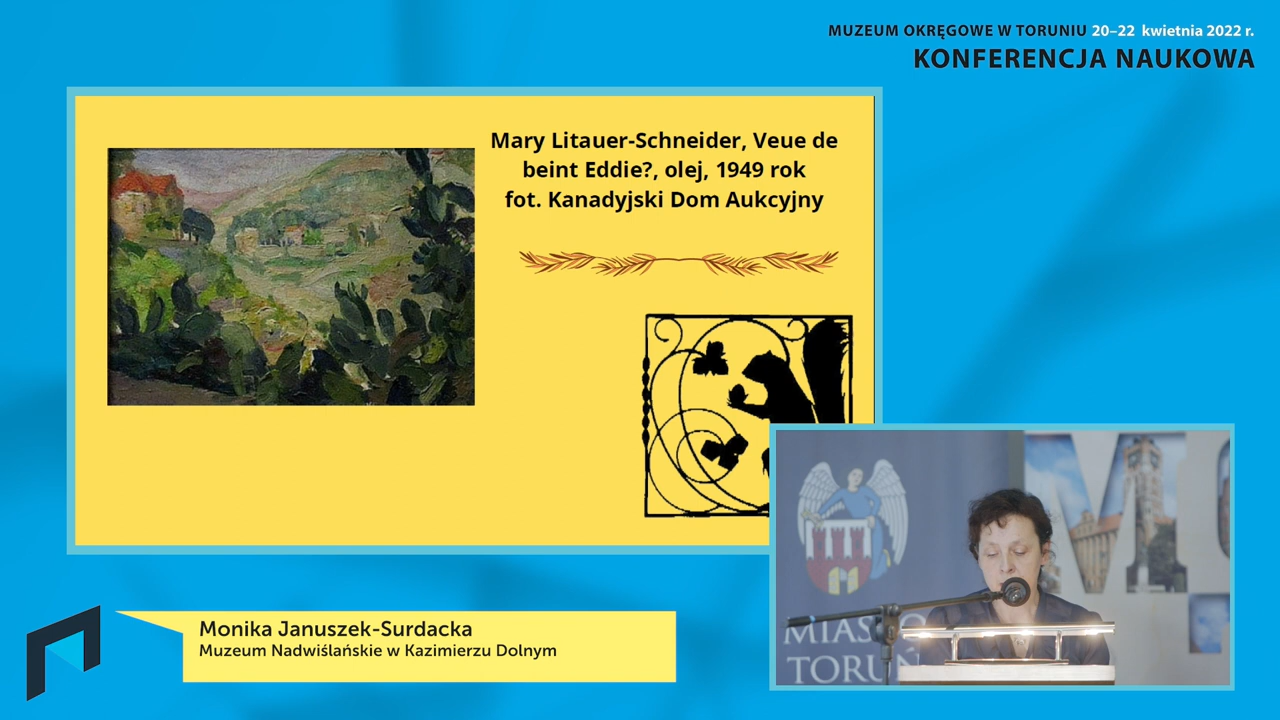 MUZEUM OKRĘGOWE W TORUNIU 20–22 kwietnia 2022 r.
KONFERENCJA NAUKOWA
Mary Litauer-Schneider, Veue de
beint Eddie?, olej, 1949 rok
fot. Kanadyjski Dom Aukcyjny
MIASTO
TORUŃ
Monika Januszek-Surdacka
Muzeum Nadwiślańskie w Kazimierzu Dolnym